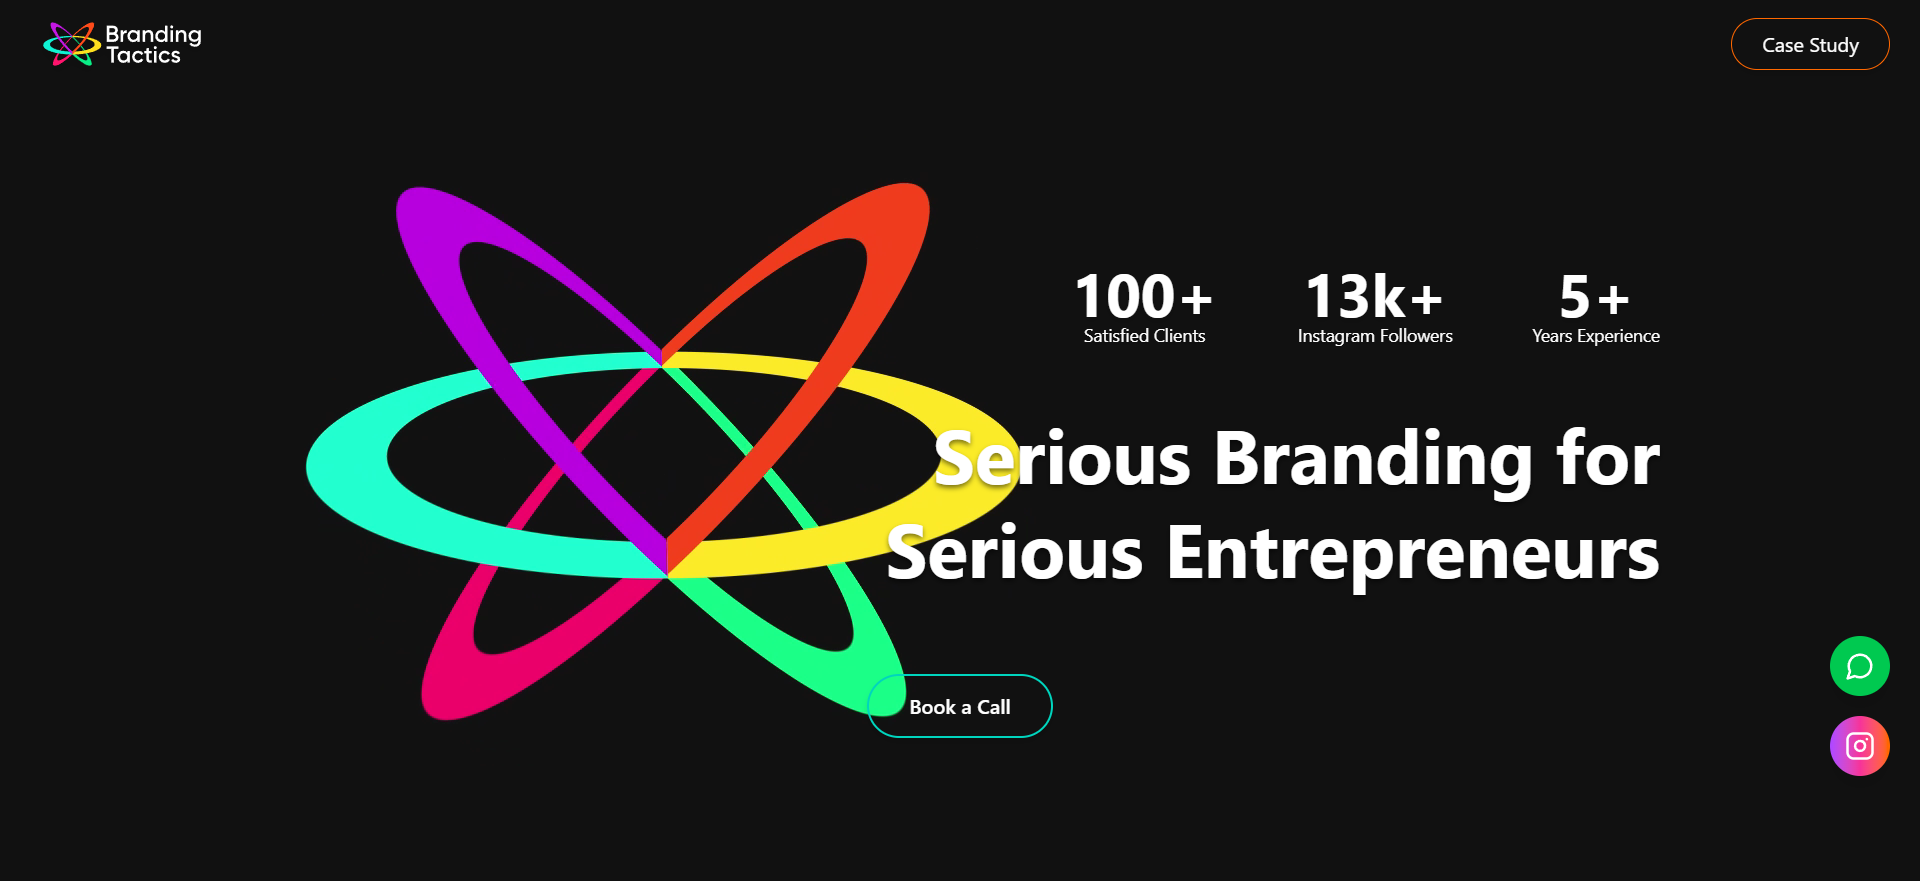 Branding
Tactics
Case Study
100+
Satisfied Clients
13k+
Instagram Followers
5+
Years Experience
Serious Branding for
Serious Entrepreneurs
Book a Call